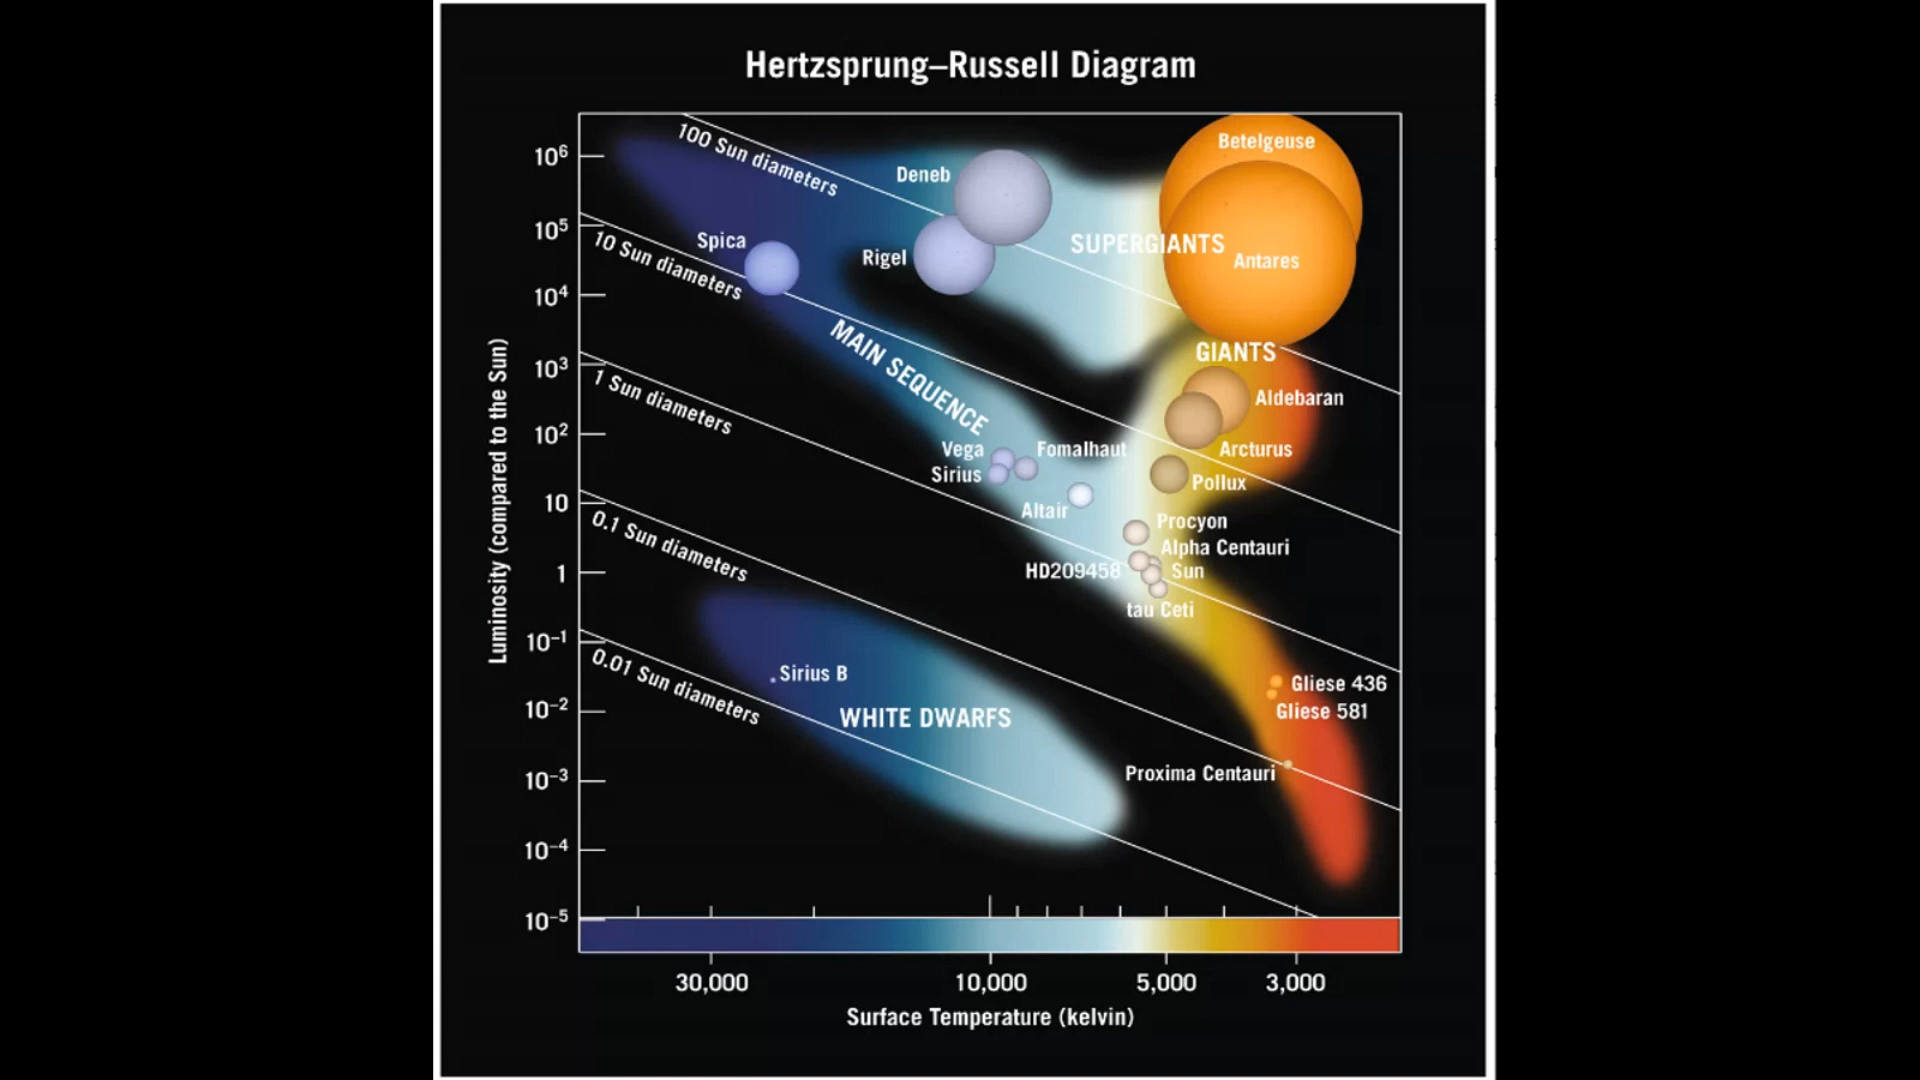 Hertzsprung–Russell Diagram
100 Sun diameters
Betelgeuse
10⁶
Deneb
10⁵
10 Sun diameters
Spica
Rigel
SUPERGIANTS
Antares
10⁴
MAIN SEQUENCE
GIANTS
10³
1 Sun diameters
Aldebaran
10²
Vega
Fomalhaut
Arcturus
Sirius
Pollux
10
Altair
0.1 Sun diameters
Procyon
Alpha Centauri
1
HD209458
Sun
tau Ceti
Luminosity (compared to the Sun)
10⁻¹
0.01 Sun diameters
Sirius B
Gliese 436
10⁻²
WHITE DWARFS
Gliese 581
10⁻³
Proxima Centauri
10⁻⁴
10⁻⁵
30,000
10,000
5,000
3,000
Surface Temperature (kelvin)